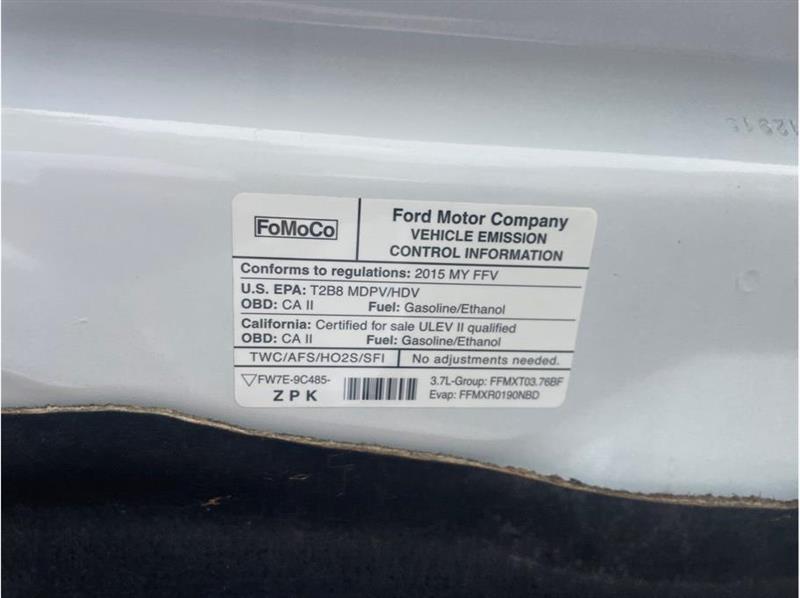 FoMoCo
Ford Motor Company
VEHICLE EMISSION
CONTROL INFORMATION
Conforms to regulations: 2015 MY FFV
U.S. EPA: T2B8 MDPV/HDV
OBD: CA II Fuel: Gasoline/Ethanol
California: Certified for sale ULEV II qualified
OBD: CA II Fuel: Gasoline/Ethanol
TWC/AFS/HO2S/SFI No adjustments needed.
FW7E-9C485-
ZPK
3.7L-Group: FFMXT03.76BF
Evap: FFMXR0190NBD